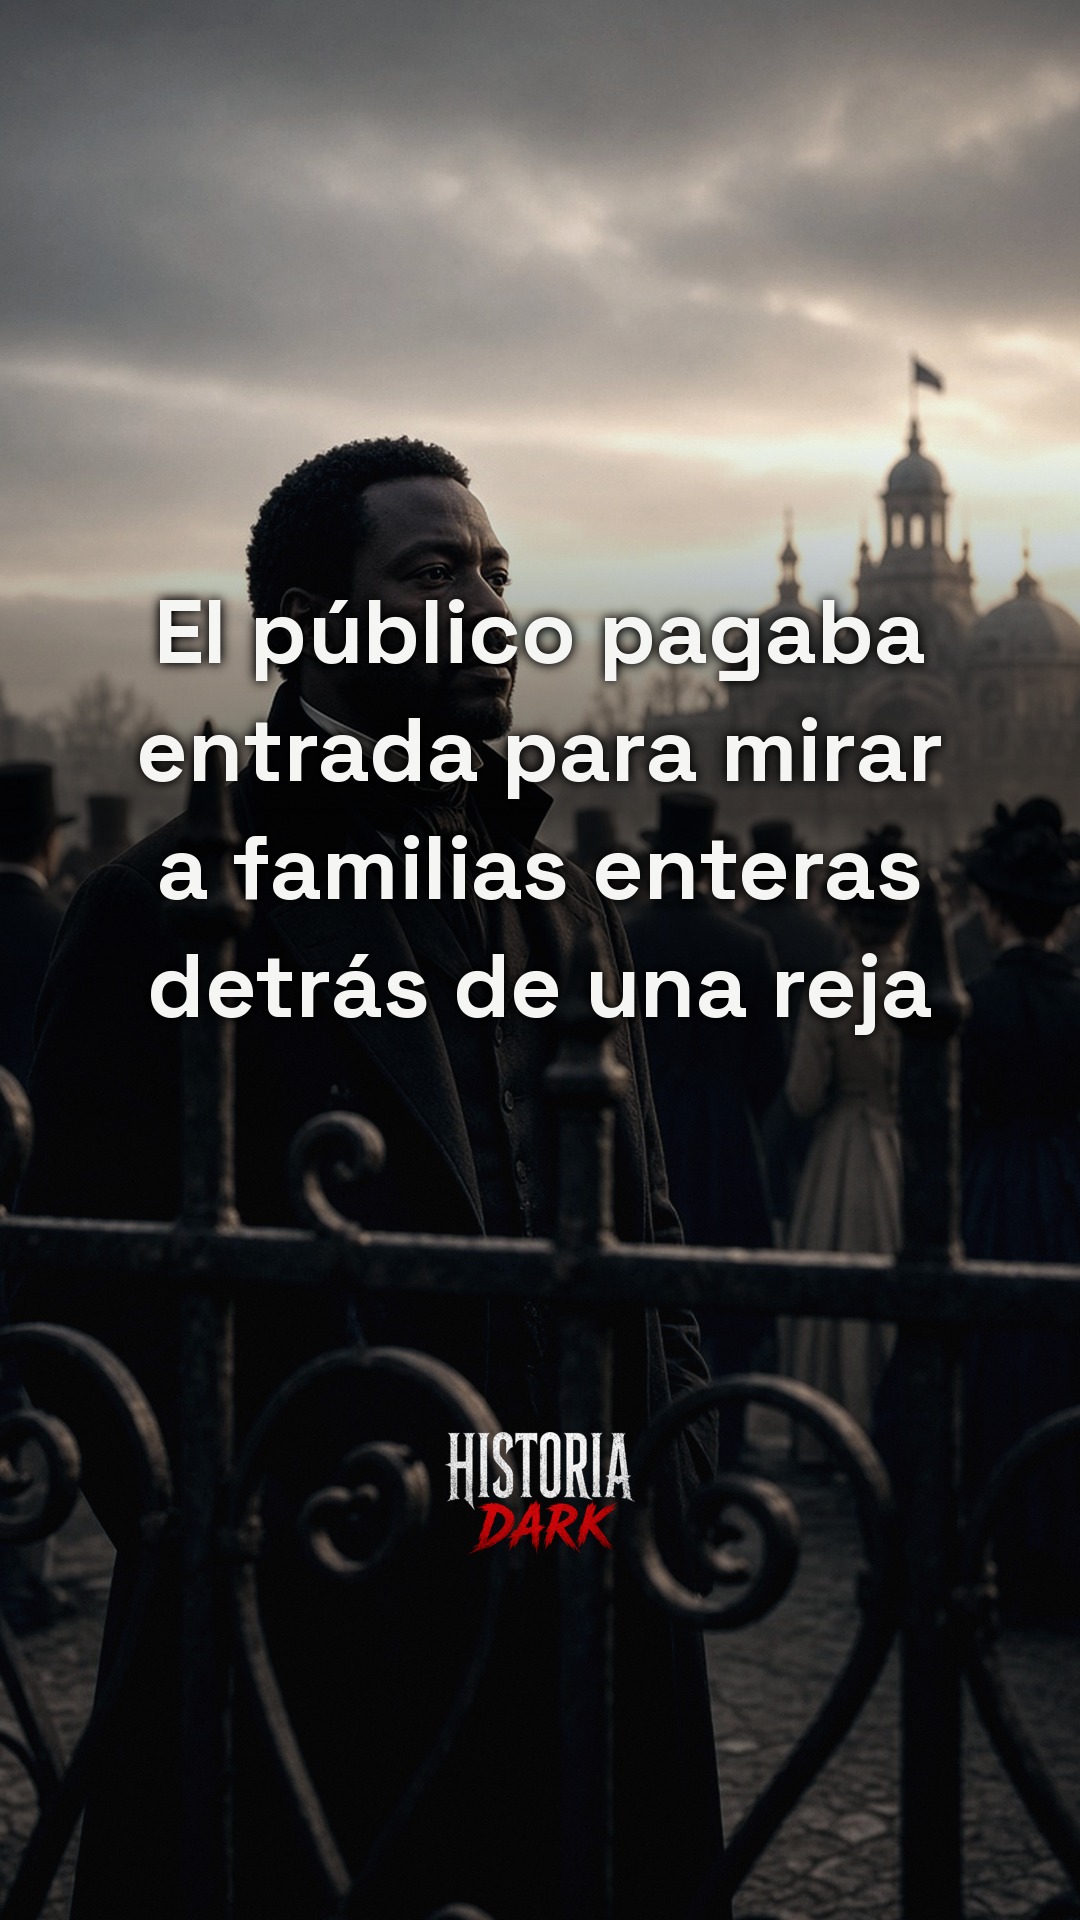 El público pagaba
entrada para mirar
a familias enteras
detrás de una reja
HISTORIA
DARK